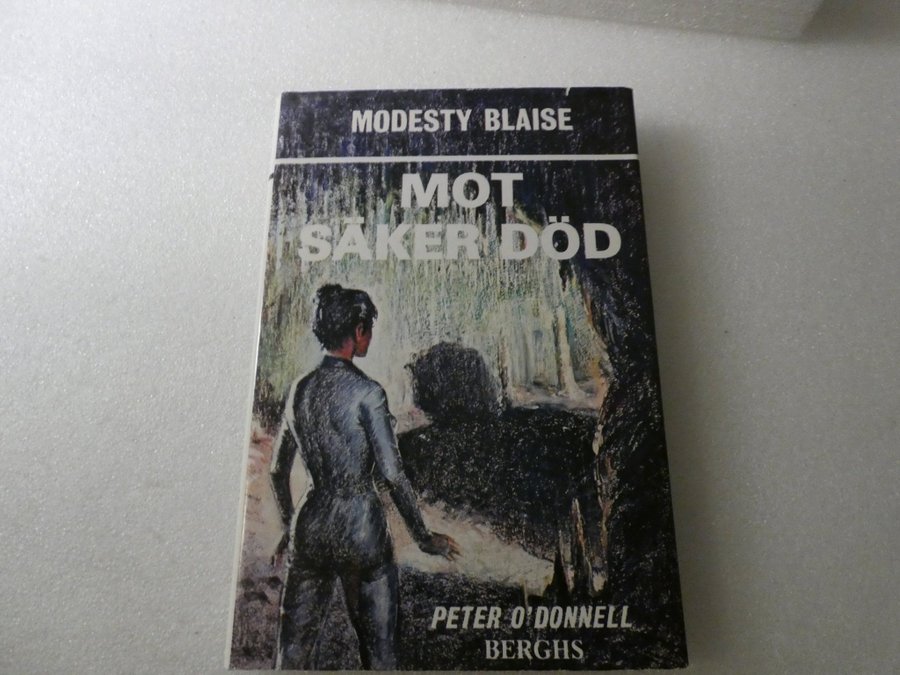 MODESTY BLAISE
MOT
SÄKER DÖD
PETER O'DONNELL
BERGHS